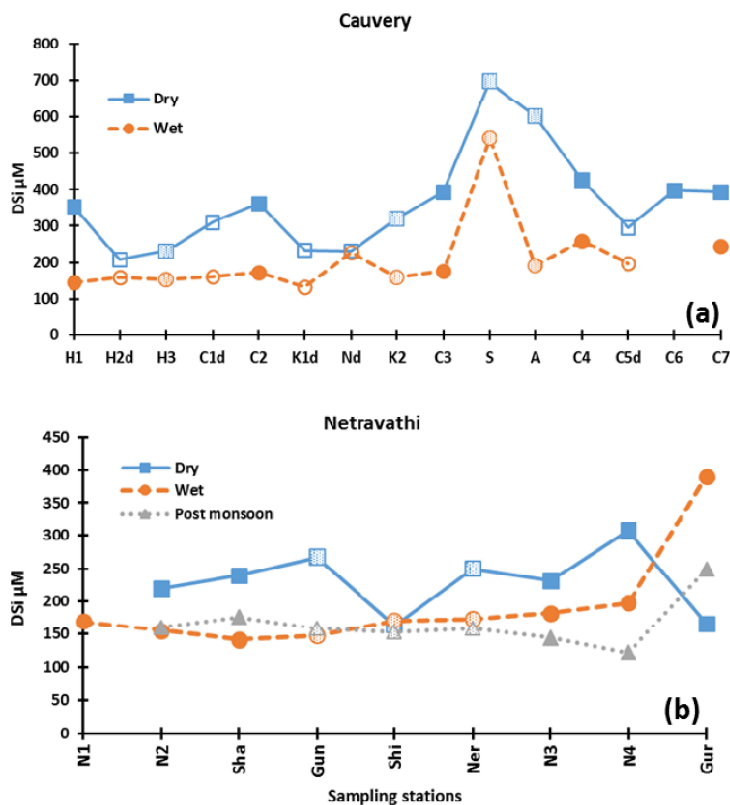 Cauvery
800
700
600
500
400
300
200
100
0
DSi µM
Dry
Wet
(a)
H1 H2d H3 C1d C2 K1d Nd K2 C3 S A C4 C5d C6 C7
Netravathi
450
400
350
300
250
200
150
100
50
0
DSi µM
Dry
Wet
Post monsoon
(b)
N1 N2 Sha Gun Shi Ner N3 N4 Gur
Sampling stations